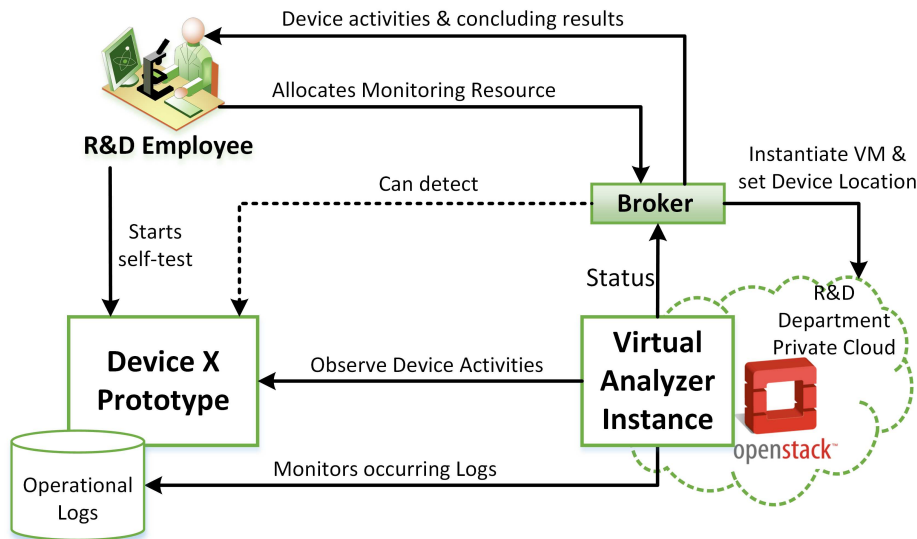 Device activities & concluding results
Allocates Monitoring Resource
R&D Employee
Instantiate VM &
set Device Location
Can detect
Broker
Starts
self-test
Status
R&D
Department
Private Cloud
Device X
Prototype
Observe Device Activities
Virtual
Analyzer
Instance
openstack™
Monitors occurring Logs
Operational
Logs